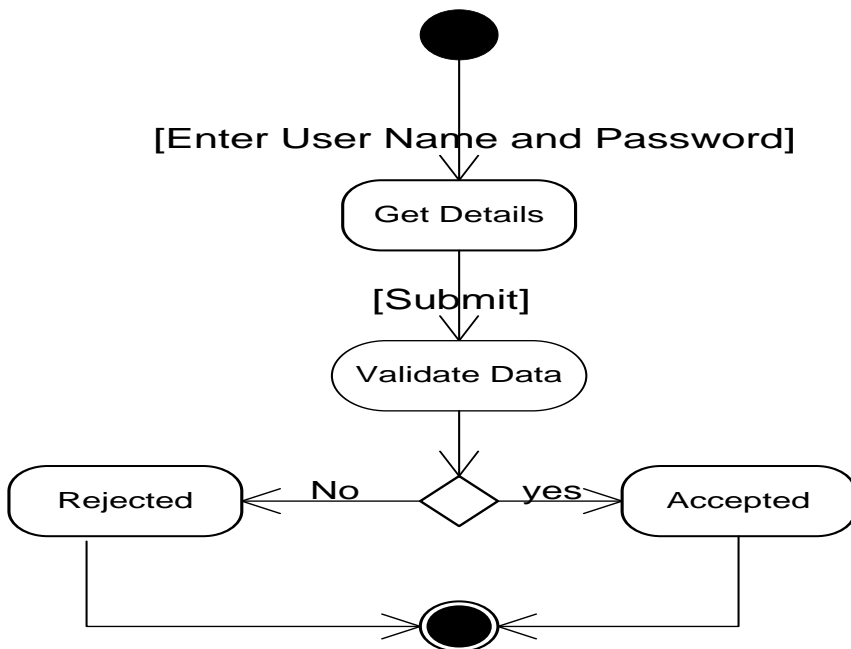 [Enter User Name and Password]
Get Details
[Submit]
Validate Data
Rejected
No
yes
Accepted